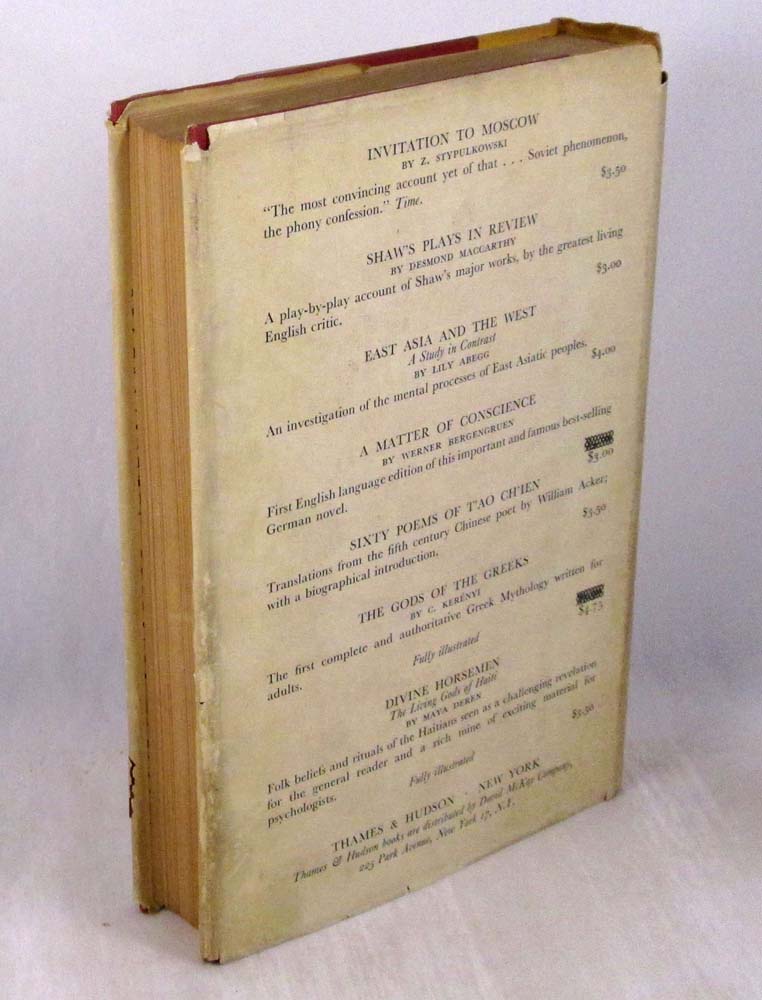 INVITATION TO MOSCOW
BY Z. STYPULKOWSKI
"The most convincing account yet of that . . . Soviet phenomenon,
the phony confession." Time.
$3.50
SHAW'S PLAYS IN REVIEW
BY DESMOND MACCARTHY
A play-by-play account of Shaw's major works, by the greatest living
English critic.
$3.00
EAST ASIA AND THE WEST
A Study in Contrast
BY LILY ABEGG
An investigation of the mental processes of East Asiatic peoples.
$4.00
A MATTER OF CONSCIENCE
BY WERNER BERGENGRUEN
First English language edition of this important and famous best-selling
German novel.
$3.00
SIXTY POEMS OF T'AO CH'IEN
Translations from the fifth century Chinese poet by William Acker;
with a biographical introduction.
$3.50
THE GODS OF THE GREEKS
BY C. KERÉNYI
The first complete and authoritative Greek Mythology written for
adults.
Fully illustrated
$4.75
DIVINE HORSEMEN
The Living Gods of Haiti
BY MAYA DEREN
Folk beliefs and rituals of the Haitians seen as a challenging revelation
for the general reader and a rich mine of exciting material for
psychologists.
Fully illustrated
THAMES & HUDSON · NEW YORK
Thames & Hudson books are distributed by David McKay Company,
225 Park Avenue, New York 17, N.Y.